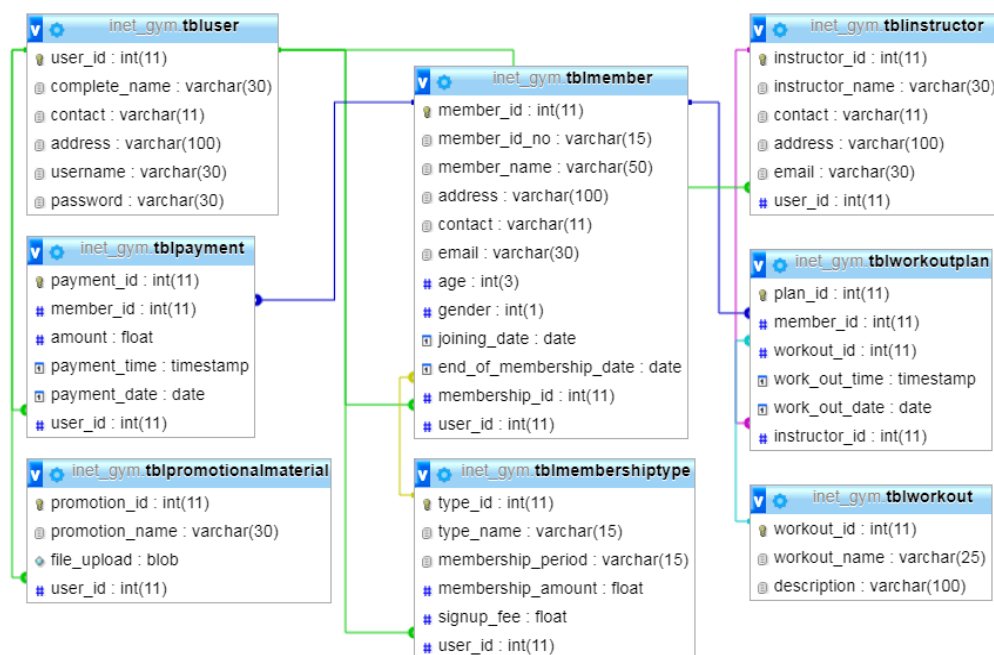 inet_gym.tbluser
user_id : int(11)
complete_name : varchar(30)
contact : varchar(11)
address : varchar(100)
username : varchar(30)
password : varchar(30)
inet_gym.tblpayment
payment_id : int(11)
member_id : int(11)
amount : float
payment_time : timestamp
payment_date : date
user_id : int(11)
inet_gym.tblpromotionalmaterial
promotion_id : int(11)
promotion_name : varchar(30)
file_upload : blob
user_id : int(11)
inet_gym.tblmember
member_id : int(11)
member_id_no : varchar(15)
member_name : varchar(50)
address : varchar(100)
contact : varchar(11)
email : varchar(30)
age : int(3)
gender : int(1)
joining_date : date
end_of_membership_date : date
membership_id : int(11)
user_id : int(11)
inet_gym.tblmembershiptype
type_id : int(11)
type_name : varchar(15)
membership_period : varchar(15)
membership_amount : float
signup_fee : float
user_id : int(11)
inet_gym.tblinstructor
instructor_id : int(11)
instructor_name : varchar(30)
contact : varchar(11)
address : varchar(100)
email : varchar(30)
user_id : int(11)
inet_gym.tblworkoutplan
plan_id : int(11)
member_id : int(11)
workout_id : int(11)
work_out_time : timestamp
work_out_date : date
instructor_id : int(11)
inet_gym.tblworkout
workout_id : int(11)
workout_name : varchar(25)
description : varchar(100)